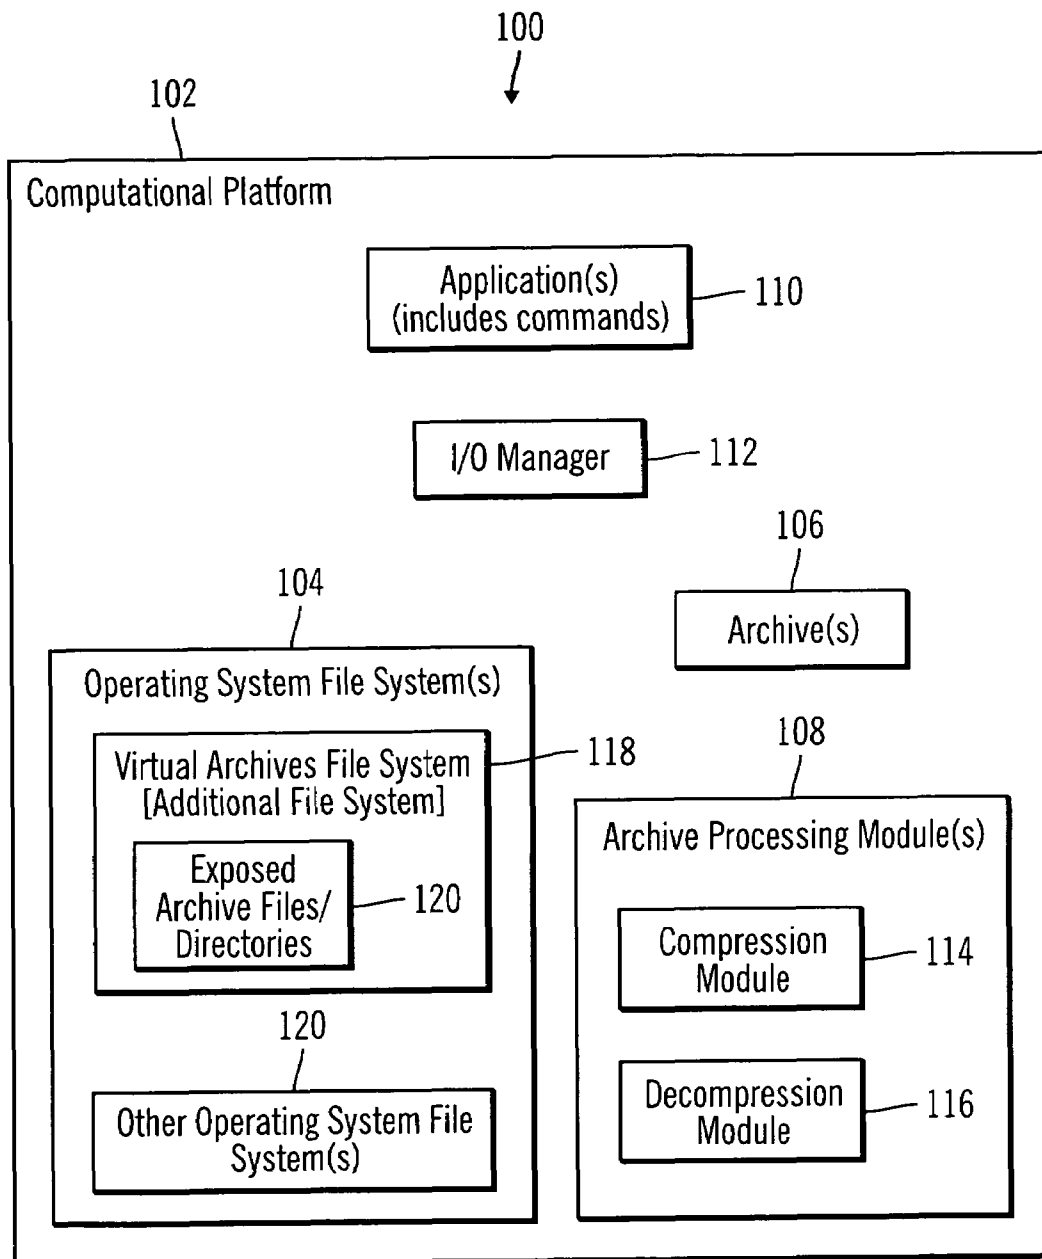 100
102
Computational Platform
Application(s)
(includes commands)
110
I/O Manager
112
106
Archive(s)
104
Operating System File System(s)
Virtual Archives File System
[Additional File System]
118
Exposed
Archive Files/
Directories
120
120
Other Operating System File
System(s)
108
Archive Processing Module(s)
Compression
Module
114
Decompression
Module
116